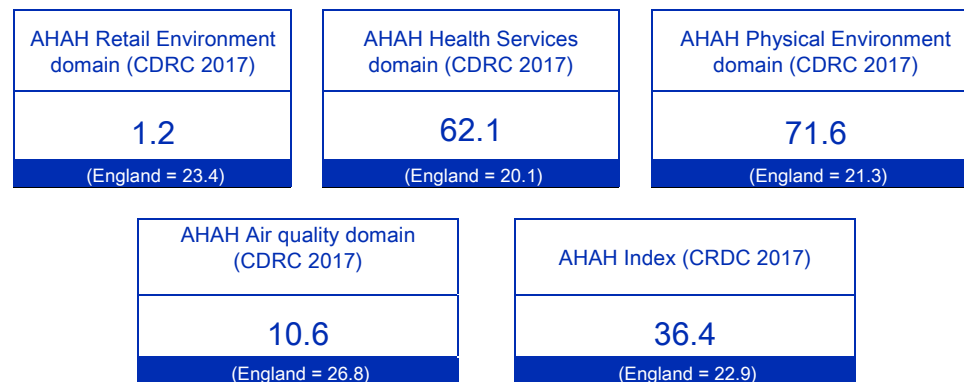 AHAH Retail Environment
domain (CDRC 2017)
1.2
(England = 23.4)
AHAH Health Services
domain (CDRC 2017)
62.1
(England = 20.1)
AHAH Physical Environment
domain (CDRC 2017)
71.6
(England = 21.3)
AHAH Air quality domain
(CDRC 2017)
10.6
(England = 26.8)
AHAH Index (CRDC 2017)
36.4
(England = 22.9)